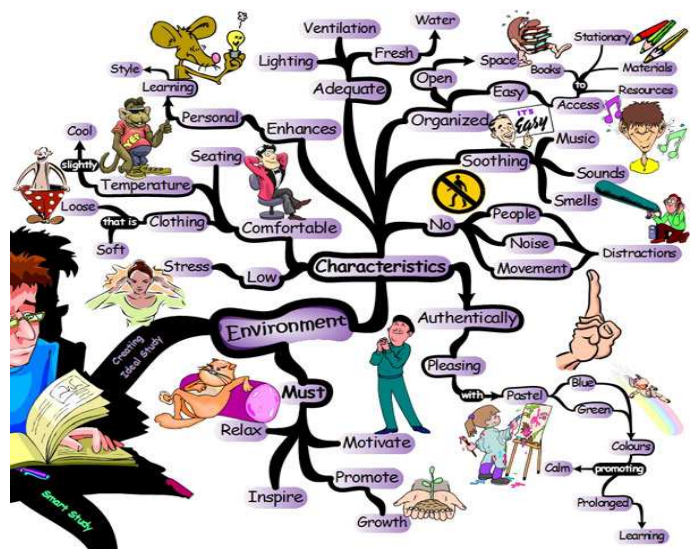 Ventilation
Water
Lighting
Fresh
Adequate
Style
Learning
Personal
Enhances
Cool
slightly
Temperature
Seating
Loose
that is
Clothing
Soft
Comfortable
Stress
Low
Characteristics
Space
Open
Organized
Books
Stationary
Materials
to
Resources
Easy
Access
IT'S
Easy
Music
Soothing
Sounds
Smells
No
People
Noise
Movement
Distractions
Authentically
Pleasing
with
Pastel
Blue
Green
Colours
Calm
promoting
Prolonged
Learning
Environment
Creating
Ideal Study
Smart Study
Must
Relax
Motivate
Inspire
Promote
Growth